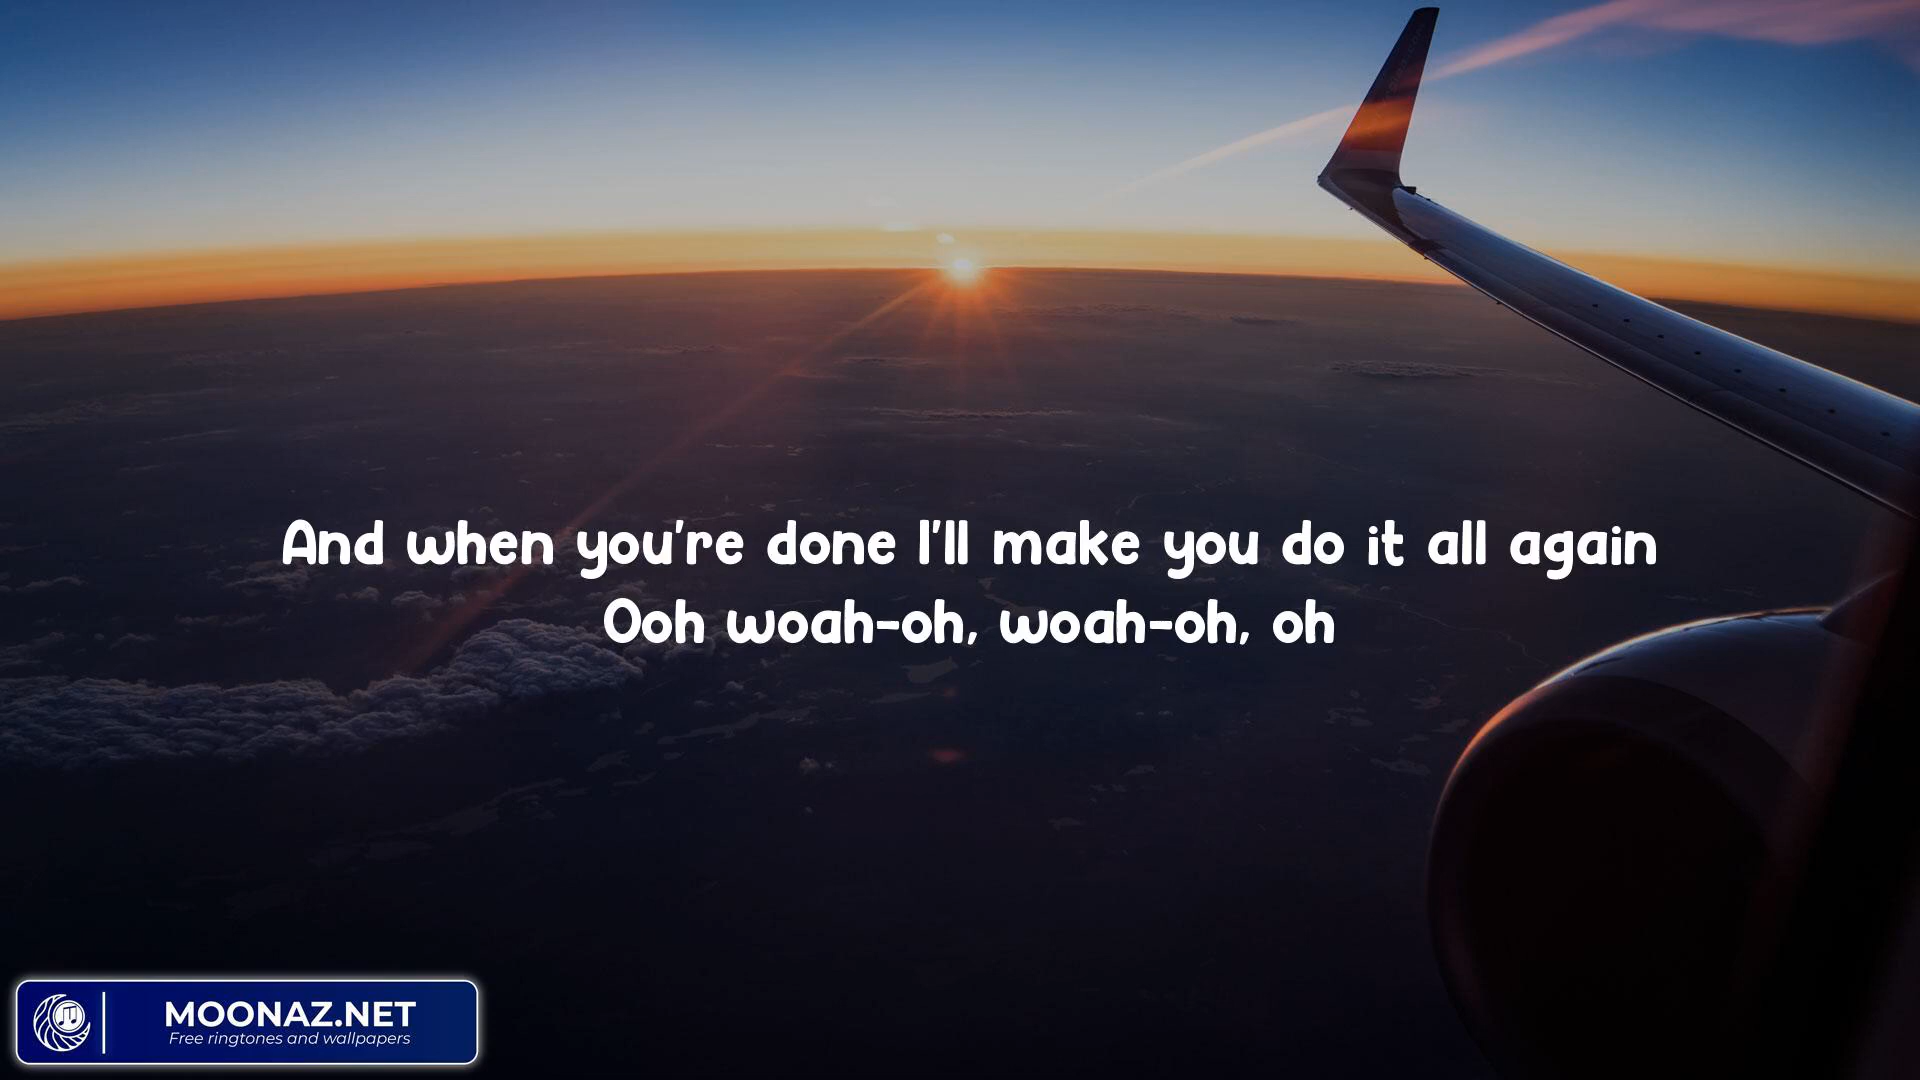 And when you're done I'll make you do it all again
Ooh woah-oh, woah-oh, oh
MOONAZ.NET
Free ringtones and wallpapers